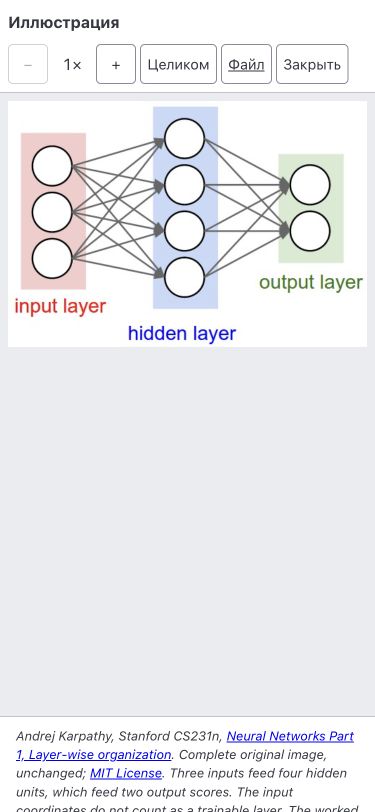 Иллюстрация
− 1× + Целиком Файл Закрыть
input layer
hidden layer
output layer
Andrej Karpathy, Stanford CS231n, Neural Networks Part
1, Layer-wise organization. Complete original image,
unchanged; MIT License. Three inputs feed four hidden
units, which feed two output scores. The input
coordinates do not count as a trainable layer. The worked